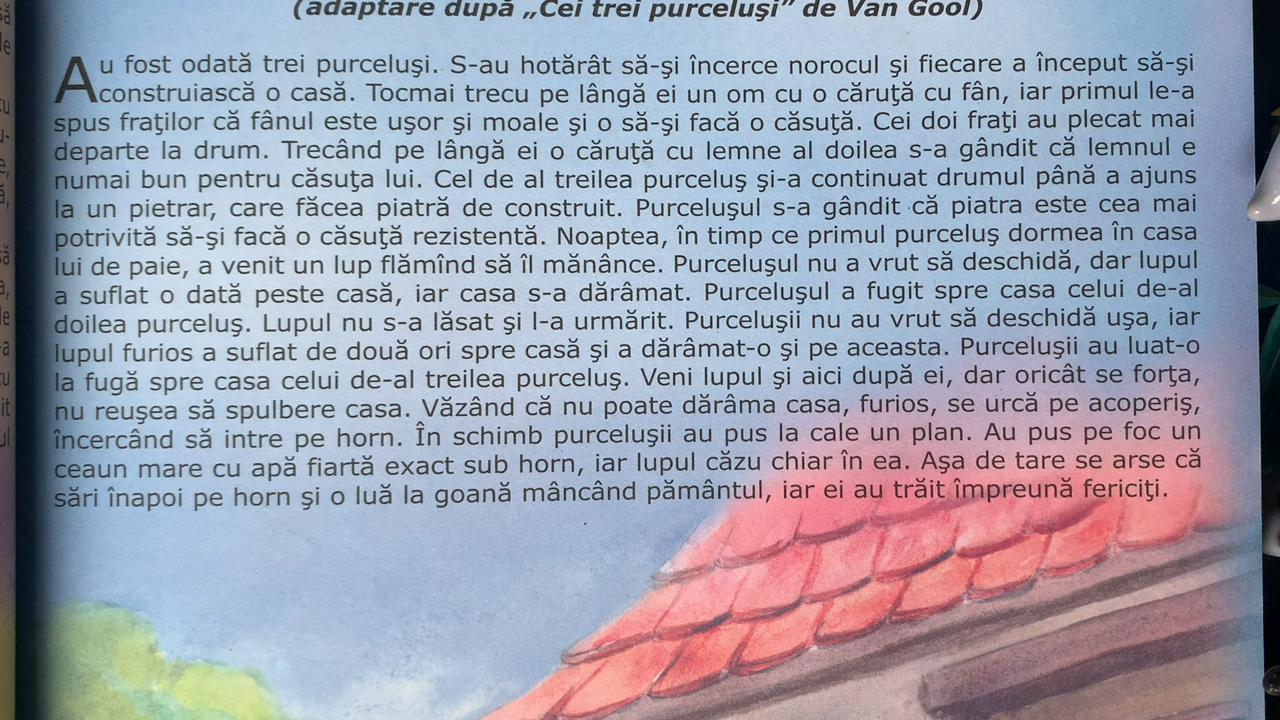 (adaptare după „Cei trei purceluşi” de Van Gool)
Au fost odată trei purceluşi. S-au hotărât să-şi încerce norocul şi fiecare a început să-şi
construiască o casă. Tocmai trecu pe lângă ei un om cu o căruţă cu fân, iar primul le-a
spus fraţilor că fânul este uşor şi moale şi o să-şi facă o căsuţă. Cei doi fraţi au plecat mai
departe la drum. Trecând pe lângă ei o căruţă cu lemne al doilea s-a gândit că lemnul e
numai bun pentru căsuţa lui. Cel de al treilea purceluş şi-a continuat drumul până a ajuns
la un pietrar, care făcea piatră de construit. Purceluşul s-a gândit că piatra este cea mai
potrivită să-şi facă o căsuţă rezistentă. Noaptea, în timp ce primul purceluş dormea în casa
lui de paie, a venit un lup flămînd să îl mănânce. Purceluşul nu a vrut să deschidă, dar lupul
a suflat o dată peste casă, iar casa s-a dărâmat. Purceluşul a fugit spre casa celui de-al
doilea purceluş. Lupul nu s-a lăsat şi l-a urmărit. Purceluşii nu au vrut să deschidă uşa, iar
lupul furios a suflat de două ori spre casă şi a dărâmat-o şi pe aceasta. Purceluşii au luat-o
la fugă spre casa celui de-al treilea purceluş. Veni lupul şi aici după ei, dar oricât se forţa,
nu reuşea să spulbere casa. Văzând că nu poate dărâma casa, furios, se urcă pe acoperiş,
încercând să intre pe horn. În schimb purceluşii au pus la cale un plan. Au pus pe foc un
ceaun mare cu apă fiartă exact sub horn, iar lupul căzu chiar în ea. Aşa de tare se arse că
sări înapoi pe horn şi o luă la goană mâncând pământul, iar ei au trăit împreună fericiţi.